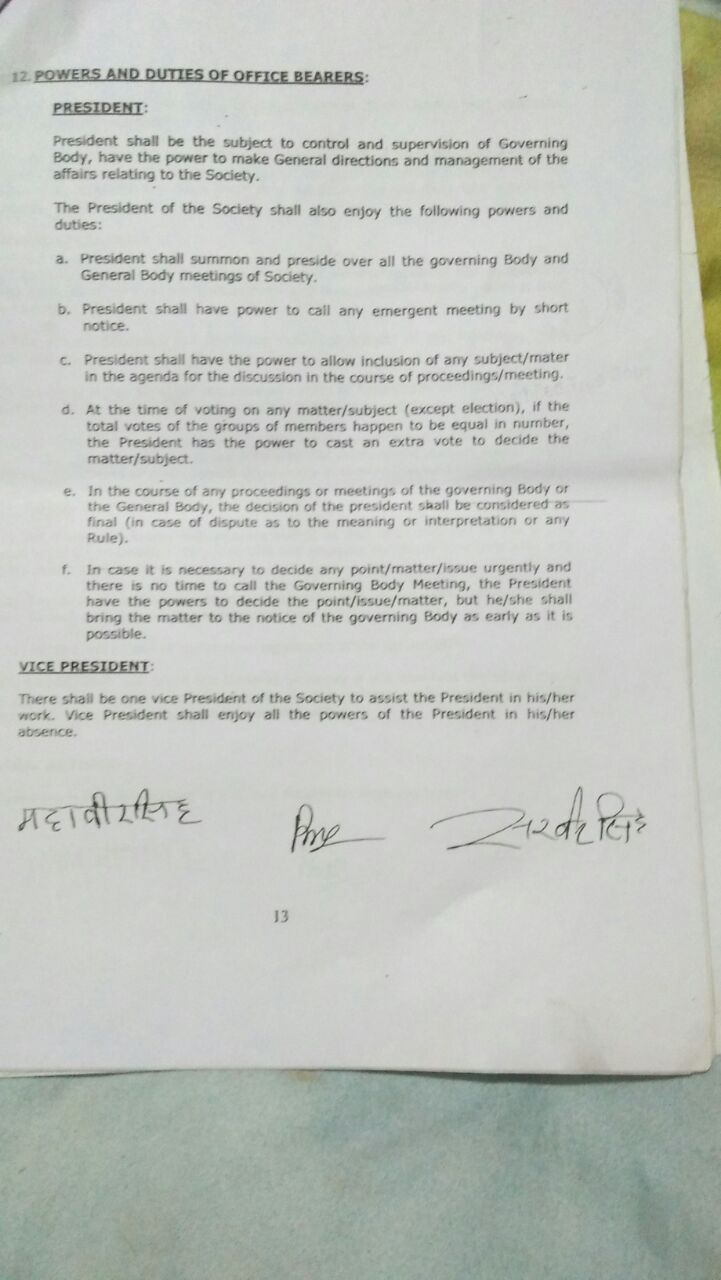 12. POWERS AND DUTIES OF OFFICE BEARERS:
PRESIDENT:
President shall be the subject to control and supervision of Governing
Body, have the power to make General directions and management of the
affairs relating to the Society.
The President of the Society shall also enjoy the following powers and
duties:
a. President shall summon and preside over all the governing Body and
General Body meetings of Society.
b. President shall have power to call any emergent meeting by short
notice.
c. President shall have the power to allow inclusion of any subject/mater
in the agenda for the discussion in the course of proceedings/meeting.
d. At the time of voting on any matter/subject (except election), if the
total votes of the groups of members happen to be equal in number,
the President has the power to cast an extra vote to decide the
matter/subject.
e. In the course of any proceedings or meetings of the governing Body or
the General Body, the decision of the president shall be considered as
final (in case of dispute as to the meaning or interpretation or any
Rule).
f. In case it is necessary to decide any point/matter/issue urgently and
there is no time to call the Governing Body Meeting, the President
have the powers to decide the point/issue/matter, but he/she shall
bring the matter to the notice of the governing Body as early as it is
possible.
VICE PRESIDENT:
There shall be one vice President of the Society to assist the President in his/her
work. Vice President shall enjoy all the powers of the President in his/her
absence.
महावीरसिंह
13